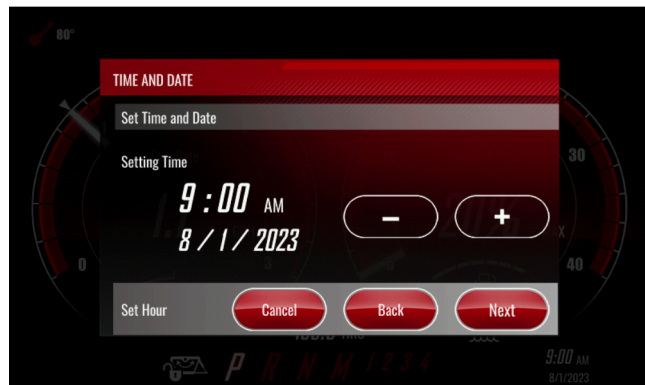 80°
TIME AND DATE
Set Time and Date
Setting Time
9:00 AM
8/1/2023
− +
30
X
0
40
Set Hour Cancel Back Next
P R N M 1 2 3 4
9:00 AM
8/1/2023